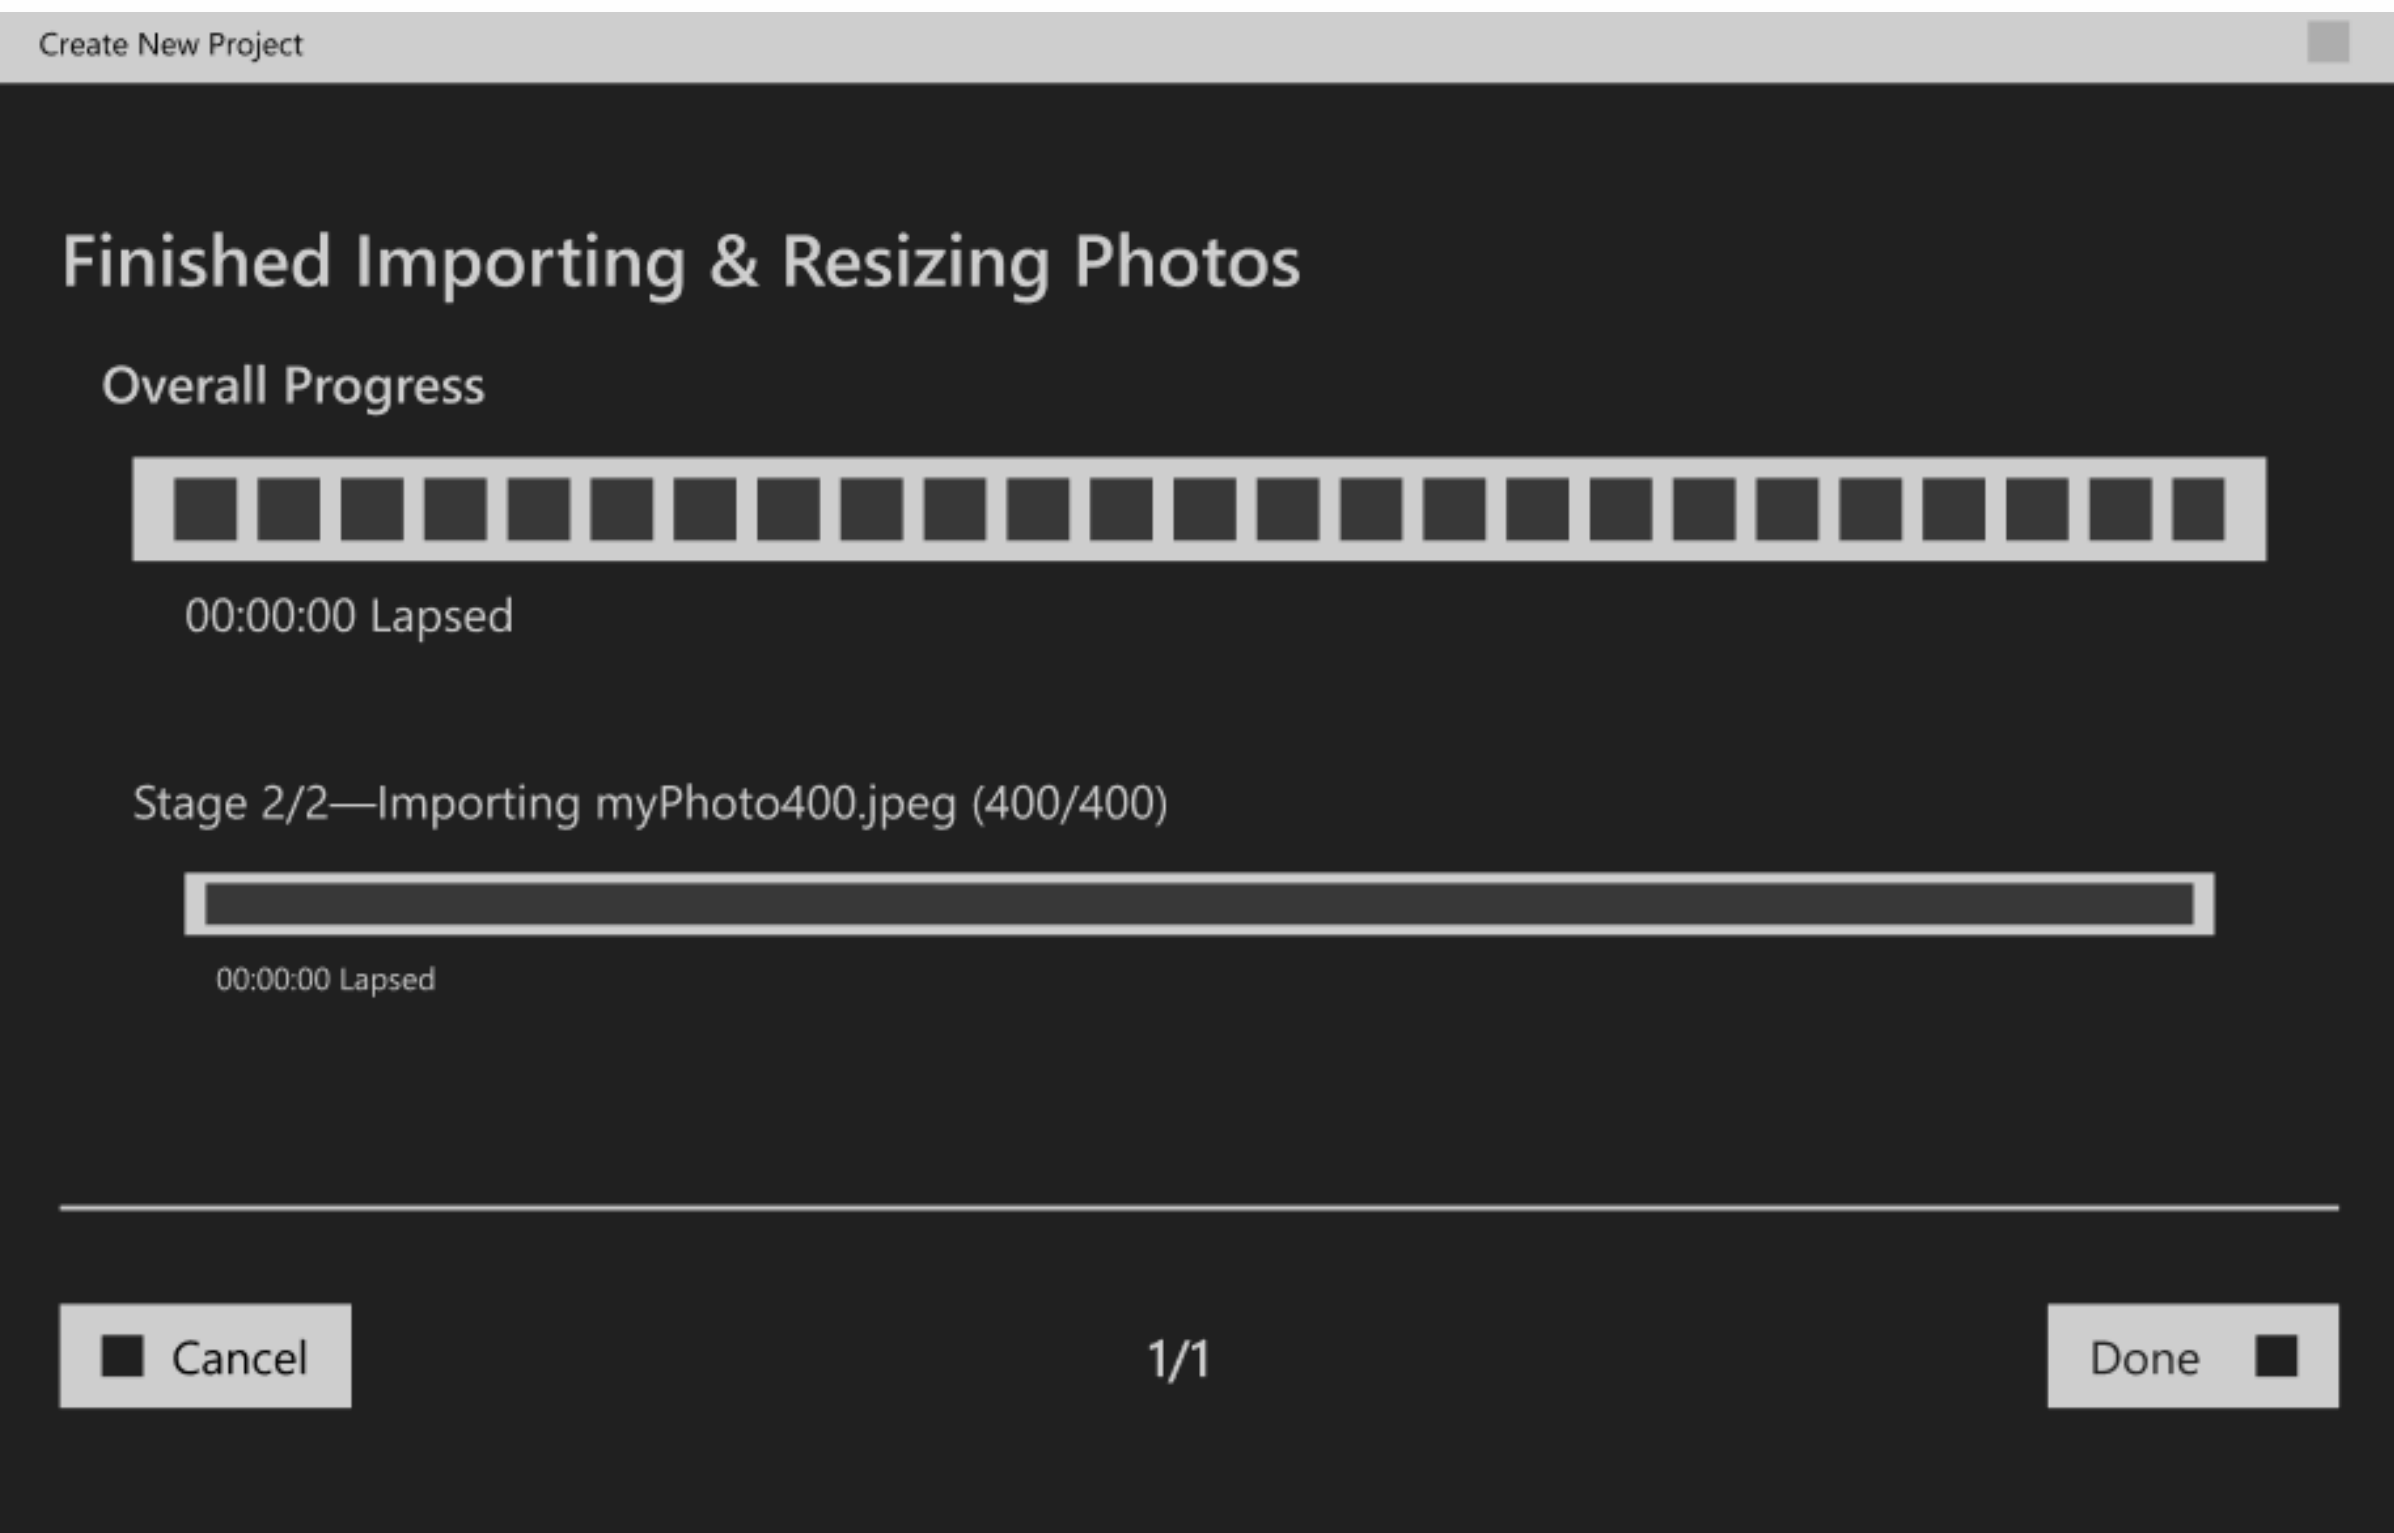 Create New Project
Finished Importing & Resizing Photos
Overall Progress
00:00:00 Lapsed
Stage 2/2—Importing myPhoto400.jpeg (400/400)
00:00:00 Lapsed
Cancel
1/1
Done